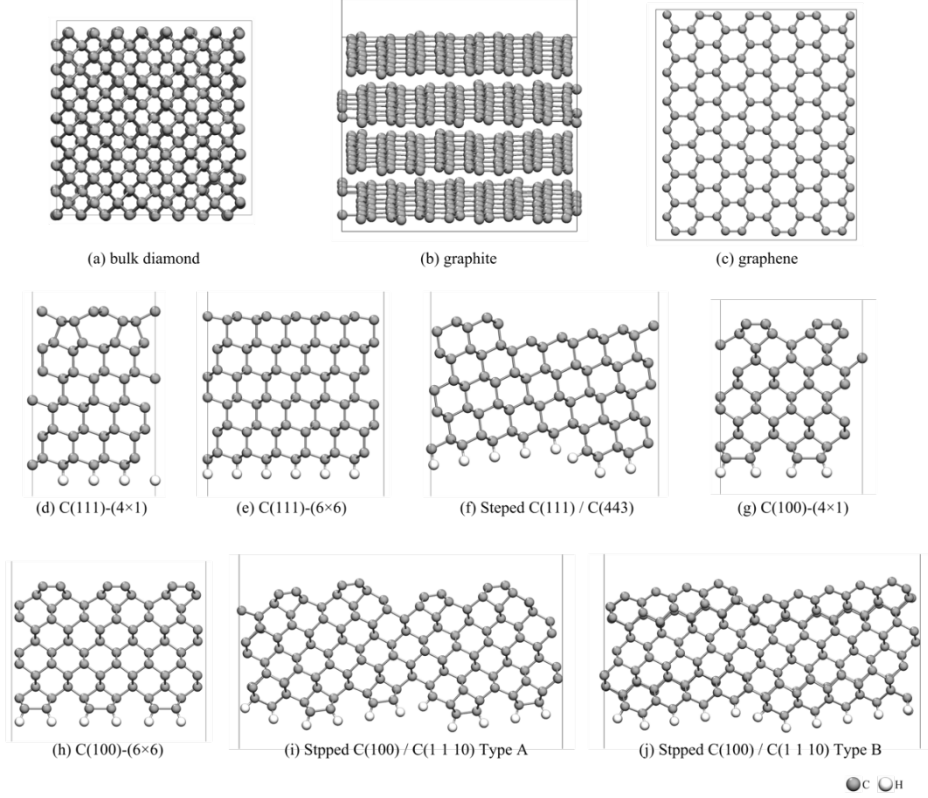 (a) bulk diamond
(b) graphite
(c) graphene
(d) C(111)-(4×1)
(e) C(111)-(6×6)
(f) Steped C(111) / C(443)
(g) C(100)-(4×1)
(h) C(100)-(6×6)
(i) Stpped C(100) / C(1 1 10) Type A
(j) Stpped C(100) / C(1 1 10) Type B
C H